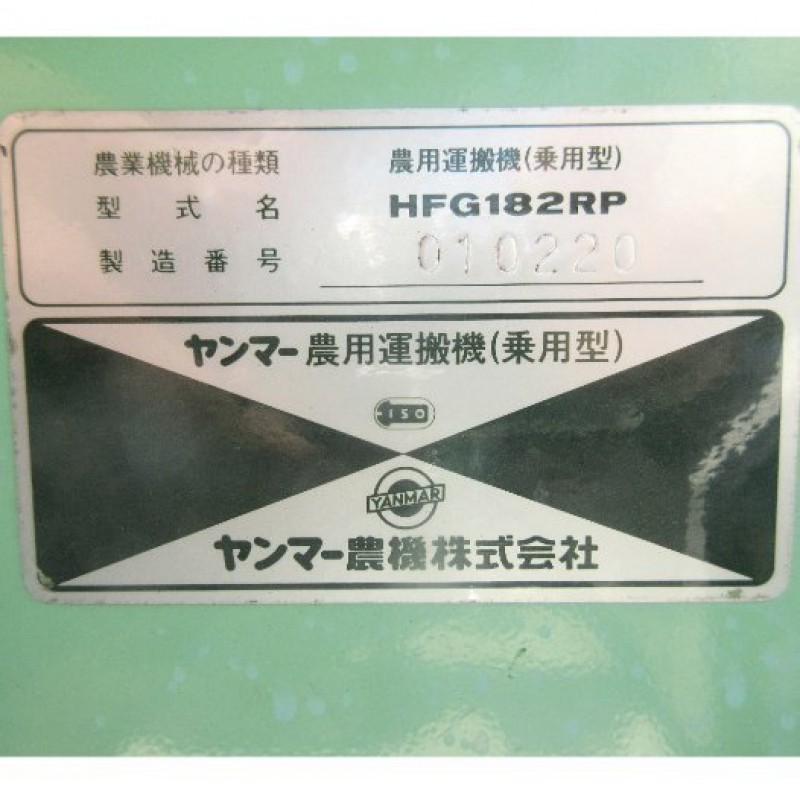 農業機械の種類 農用運搬機(乗用型)
型式名 HFG182RP
製造番号 010220
ヤンマー農用運搬機(乗用型)
ISO
YANMAR
ヤンマー農機株式会社